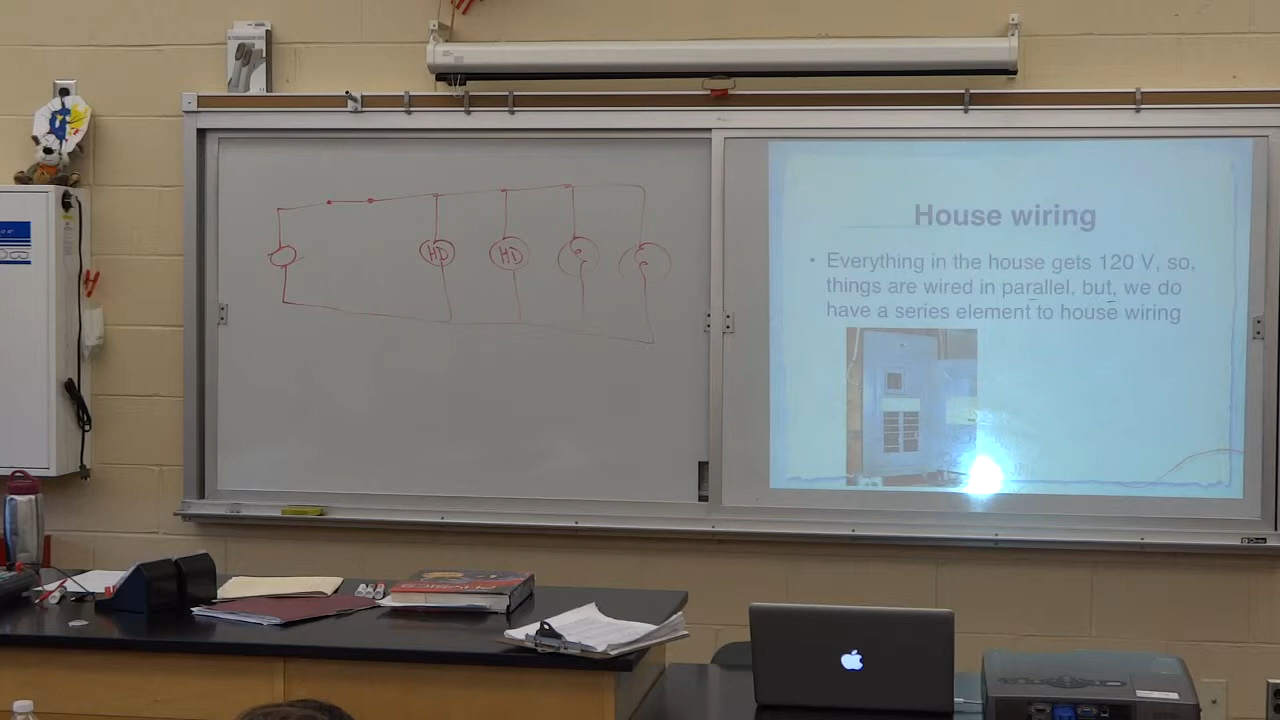 HD
HD
House wiring
• Everything in the house gets 120 V, so,
things are wired in parallel, but, we do
have a series element to house wiring
PHYSICS